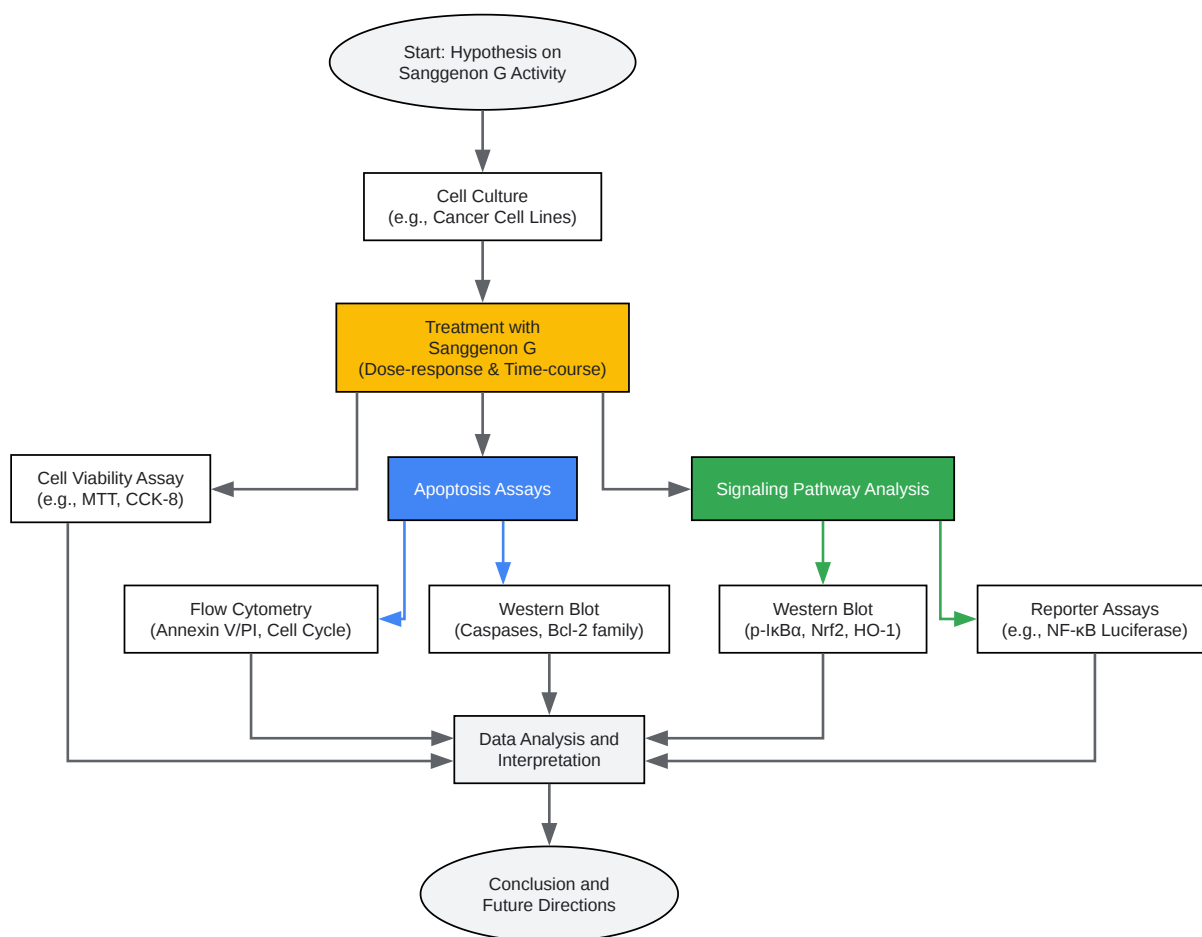 Start: Hypothesis on
Sanggenon G Activity
Cell Culture
(e.g., Cancer Cell Lines)
Treatment with
Sanggenon G
(Dose-response & Time-course)
Cell Viability Assay
(e.g., MTT, CCK-8)
Apoptosis Assays
Signaling Pathway Analysis
Flow Cytometry
(Annexin V/PI, Cell Cycle)
Western Blot
(Caspases, Bcl-2 family)
Western Blot
(p-IκBα, Nrf2, HO-1)
Reporter Assays
(e.g., NF-κB Luciferase)
Data Analysis and
Interpretation
Conclusion and
Future Directions